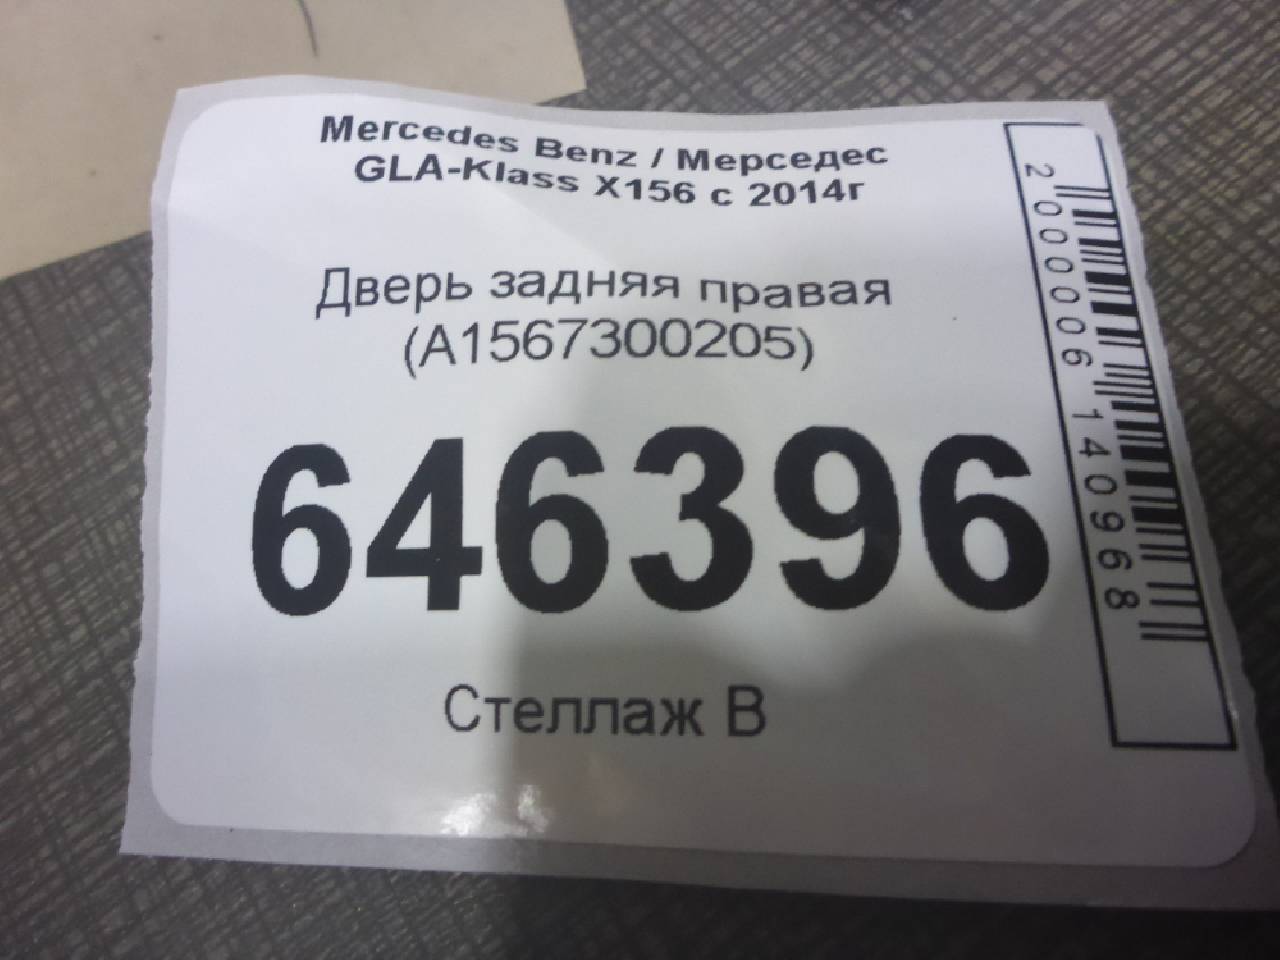 Mercedes Benz / Мерседес
GLA-Klass X156 с 2014г
Дверь задняя правая
(A1567300205)
646396
Стеллаж В
2000006140968